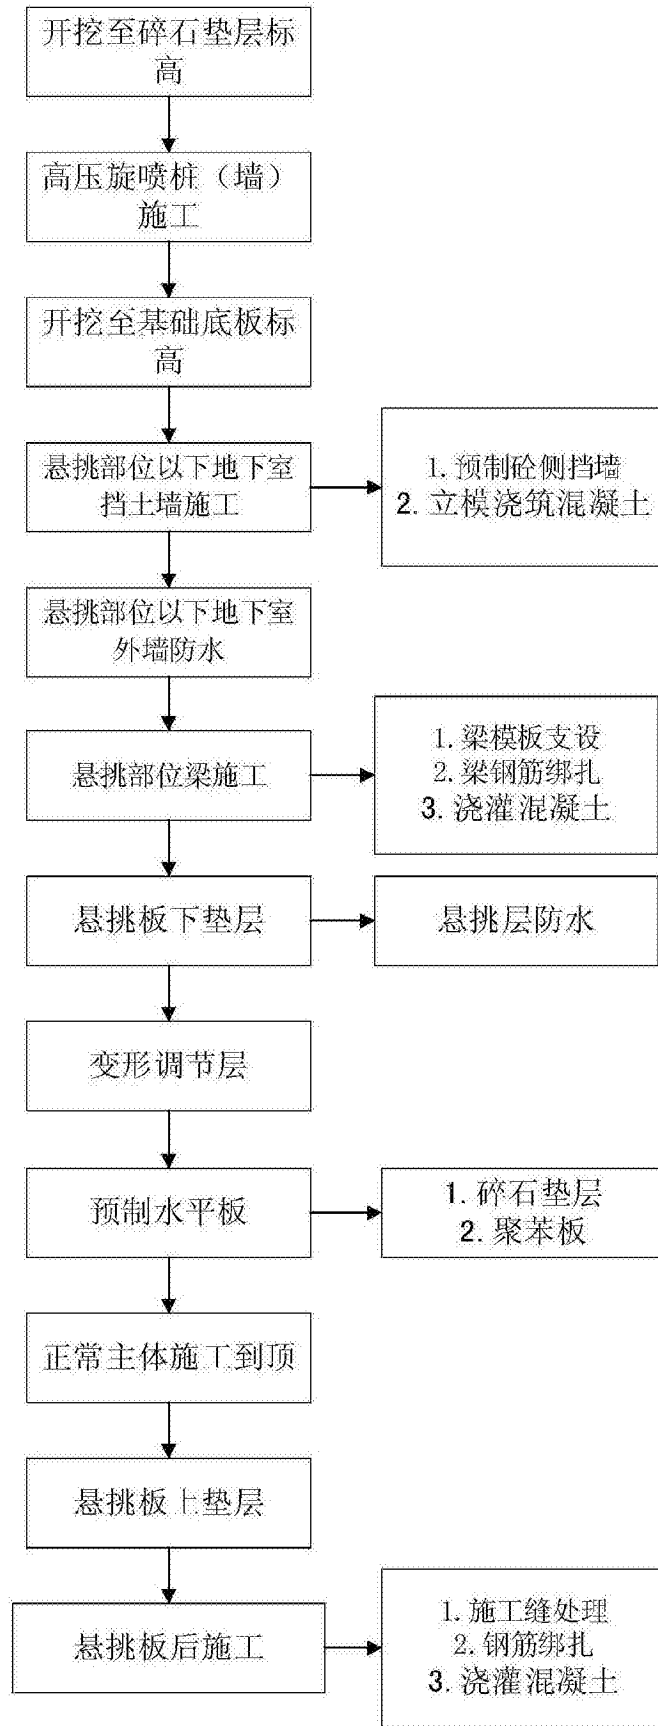 开挖至碎石垫层标
高
高压旋喷桩（墙）
施工
开挖至基础底板标
高
悬挑部位以下地下室
挡土墙施工
1. 预制砼侧挡墙
2. 立模浇筑混凝土
悬挑部位以下地下室
外墙防水
悬挑部位梁施工
1. 梁模板支设
2. 梁钢筋绑扎
3. 浇灌混凝土
悬挑板下垫层
悬挑层防水
变形调节层
预制水平板
1. 碎石垫层
2. 聚苯板
正常主体施工到顶
悬挑板上垫层
悬挑板后施工
1. 施工缝处理
2. 钢筋绑扎
3. 浇灌混凝土